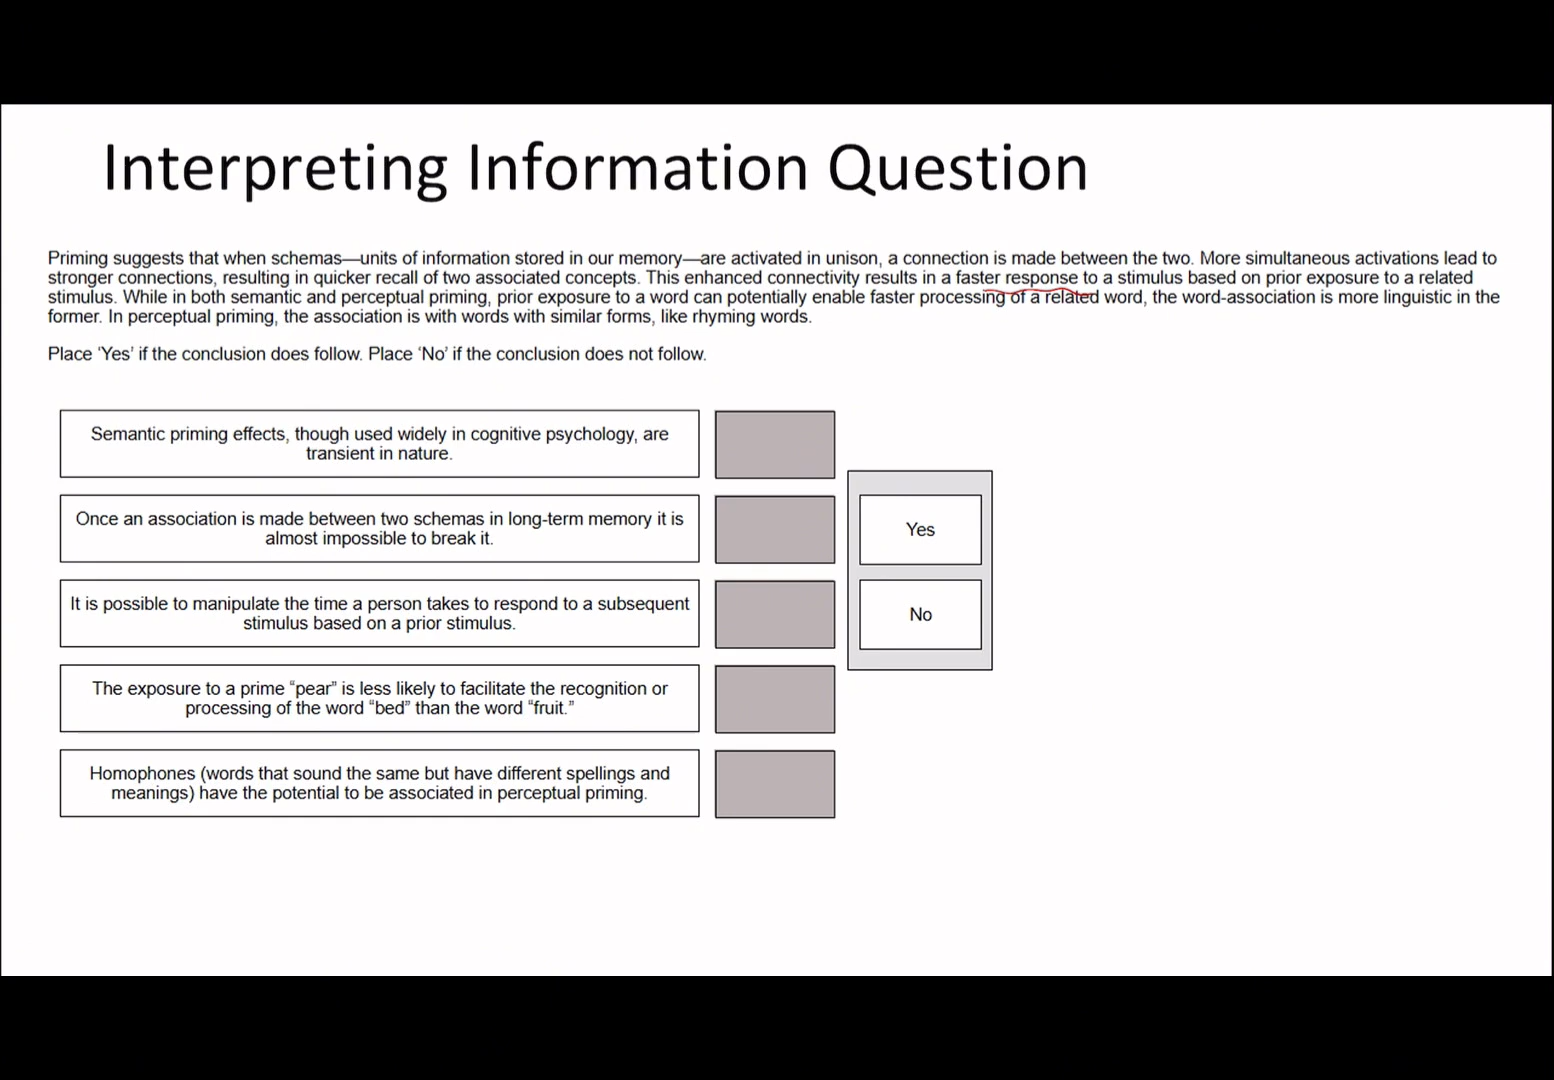 Interpreting Information Question
Priming suggests that when schemas—units of information stored in our memory—are activated in unison, a connection is made between the two. More simultaneous activations lead to
stronger connections, resulting in quicker recall of two associated concepts. This enhanced connectivity results in a faster response to a stimulus based on prior exposure to a related
stimulus. While in both semantic and perceptual priming, prior exposure to a word can potentially enable faster processing of a related word, the word-association is more linguistic in the
former. In perceptual priming, the association is with words with similar forms, like rhyming words.
Place ‘Yes’ if the conclusion does follow. Place ‘No’ if the conclusion does not follow.
Semantic priming effects, though used widely in cognitive psychology, are
transient in nature.
Once an association is made between two schemas in long-term memory it is
almost impossible to break it.
It is possible to manipulate the time a person takes to respond to a subsequent
stimulus based on a prior stimulus.
The exposure to a prime “pear” is less likely to facilitate the recognition or
processing of the word “bed” than the word “fruit.”
Homophones (words that sound the same but have different spellings and
meanings) have the potential to be associated in perceptual priming.
Yes
No